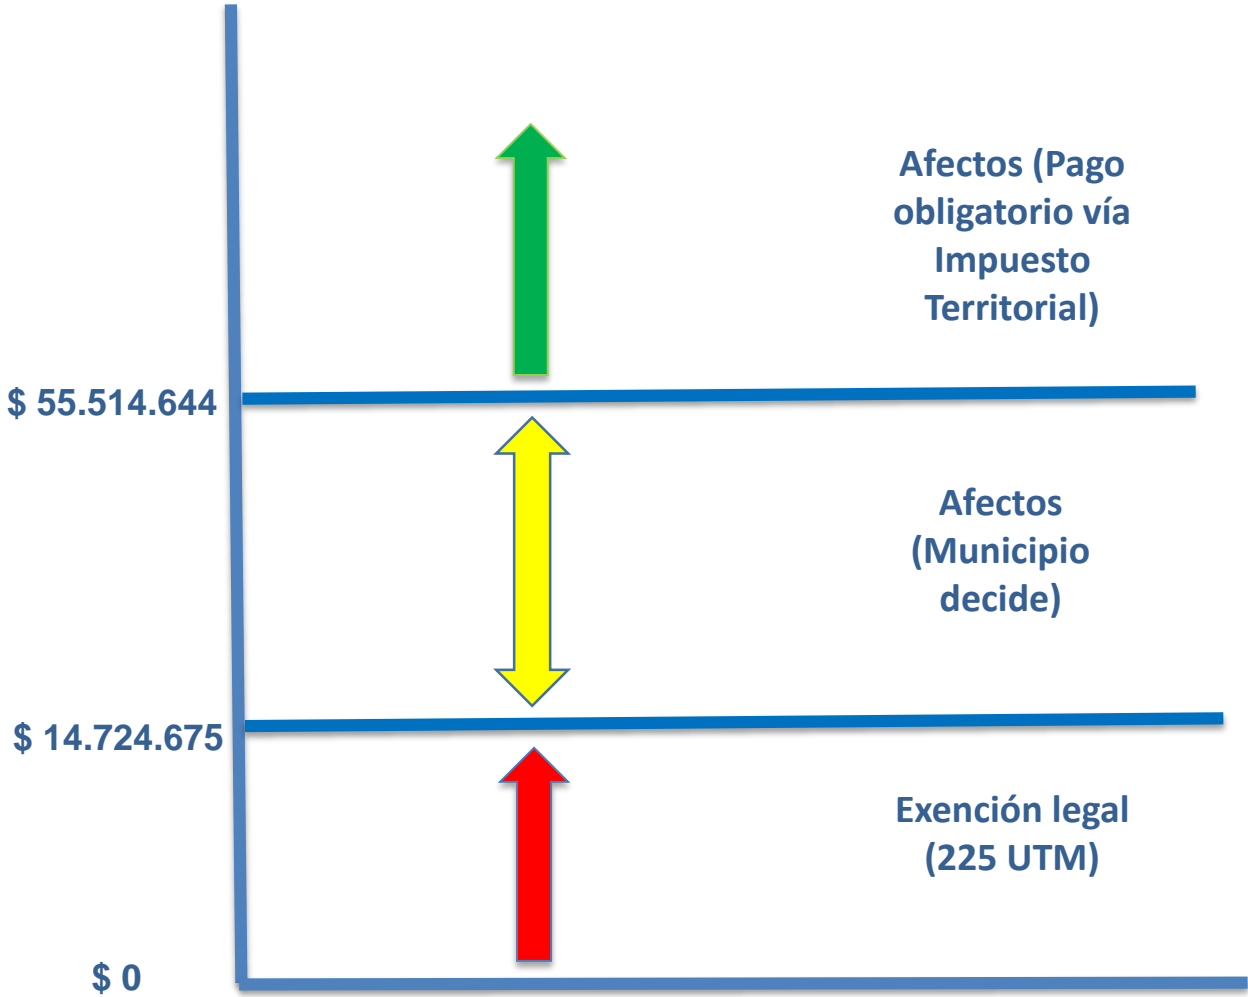 Afectos (Pago
obligatorio vía
Impuesto
Territorial)
$ 55.514.644
Afectos
(Municipio
decide)
$ 14.724.675
Exención legal
(225 UTM)
$ 0